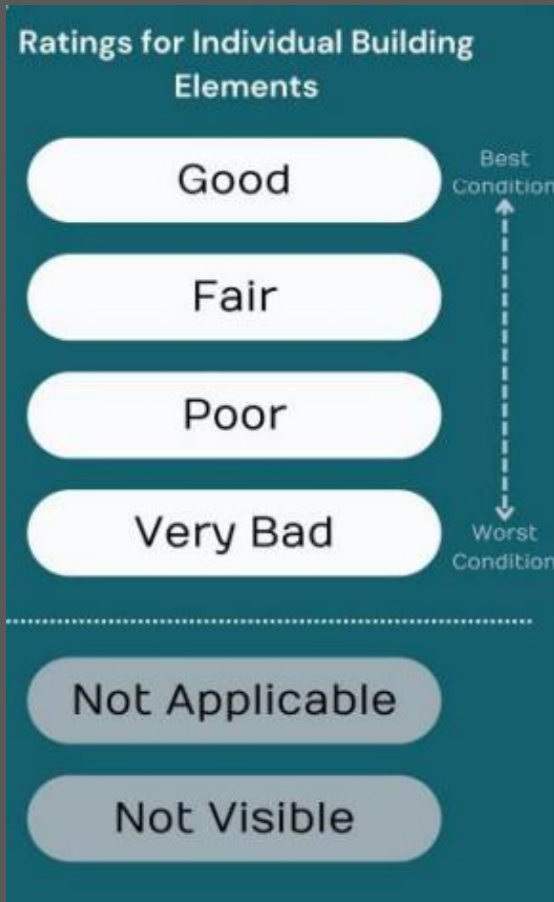 Ratings for Individual Building
Elements
Good
Best
Condition
Fair
Poor
Very Bad
Worst
Condition
Not Applicable
Not Visible